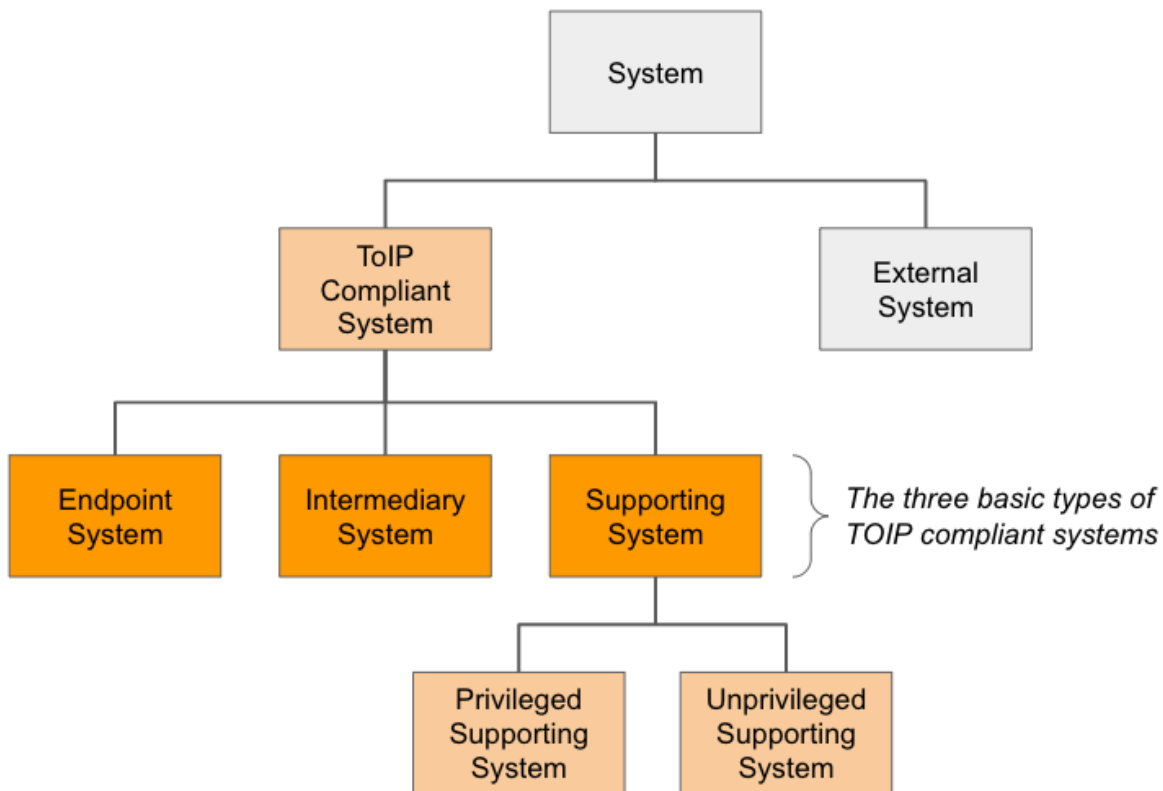 System
ToIP
Compliant
System
External
System
Endpoint
System
Intermediary
System
Supporting
System
The three basic types of
TOIP compliant systems
Privileged
Supporting
System
Unprivileged
Supporting
System